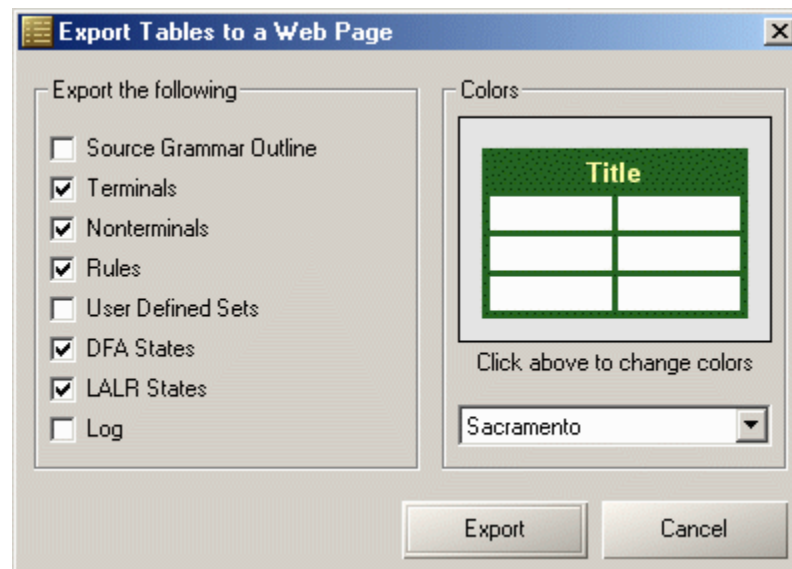 Export Tables to a Web Page
Export the following
Source Grammar Outline
Terminals
Nonterminals
Rules
User Defined Sets
DFA States
LALR States
Log
Colors
Title
Click above to change colors
Sacramento
Export
Cancel